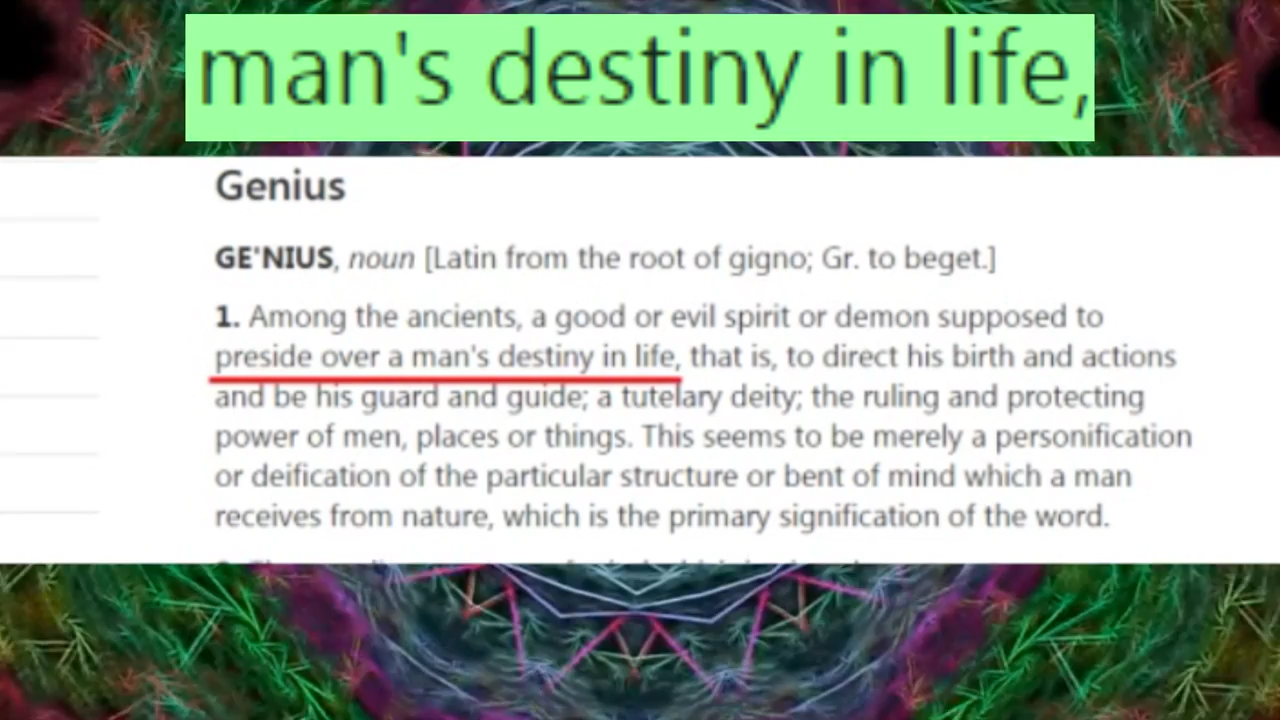 man's destiny in life,
Genius
GE'NIUS, noun [Latin from the root of gigno; Gr. to beget.]
1. Among the ancients, a good or evil spirit or demon supposed to
preside over a man's destiny in life, that is, to direct his birth and actions
and be his guard and guide; a tutelary deity; the ruling and protecting
power of men, places or things. This seems to be merely a personification
or deification of the particular structure or bent of mind which a man
receives from nature, which is the primary signification of the word.